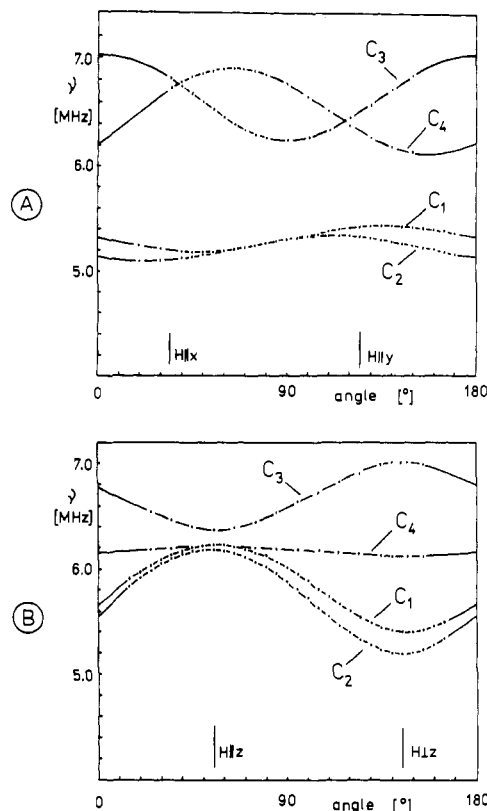 7.0
ν
[MHz]
6.0
5.0
C₃
C₄
C₁
C₂
A
H∥x
H∥y
0
90
angle [°]
180
7.0
ν
[MHz]
6.0
5.0
C₃
C₄
C₁
C₂
B
H∥z
H⊥z
0
90
angle [°]
180